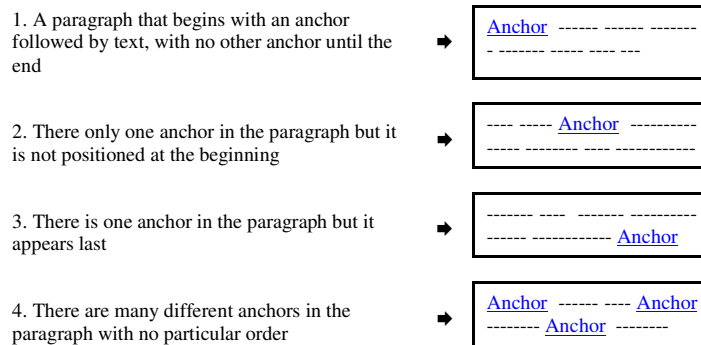 1. A paragraph that begins with an anchor
followed by text, with no other anchor until the
end
Anchor ------ ------ -------
- ------- ----- ---- ---
2. There only one anchor in the paragraph but it
is not positioned at the beginning
---- ----- Anchor ----------
----- -------- ---- ------------
3. There is one anchor in the paragraph but it
appears last
------- ---- ------- ----------
------ ------------ Anchor
4. There are many different anchors in the
paragraph with no particular order
Anchor ------ ---- Anchor
-------- Anchor --------